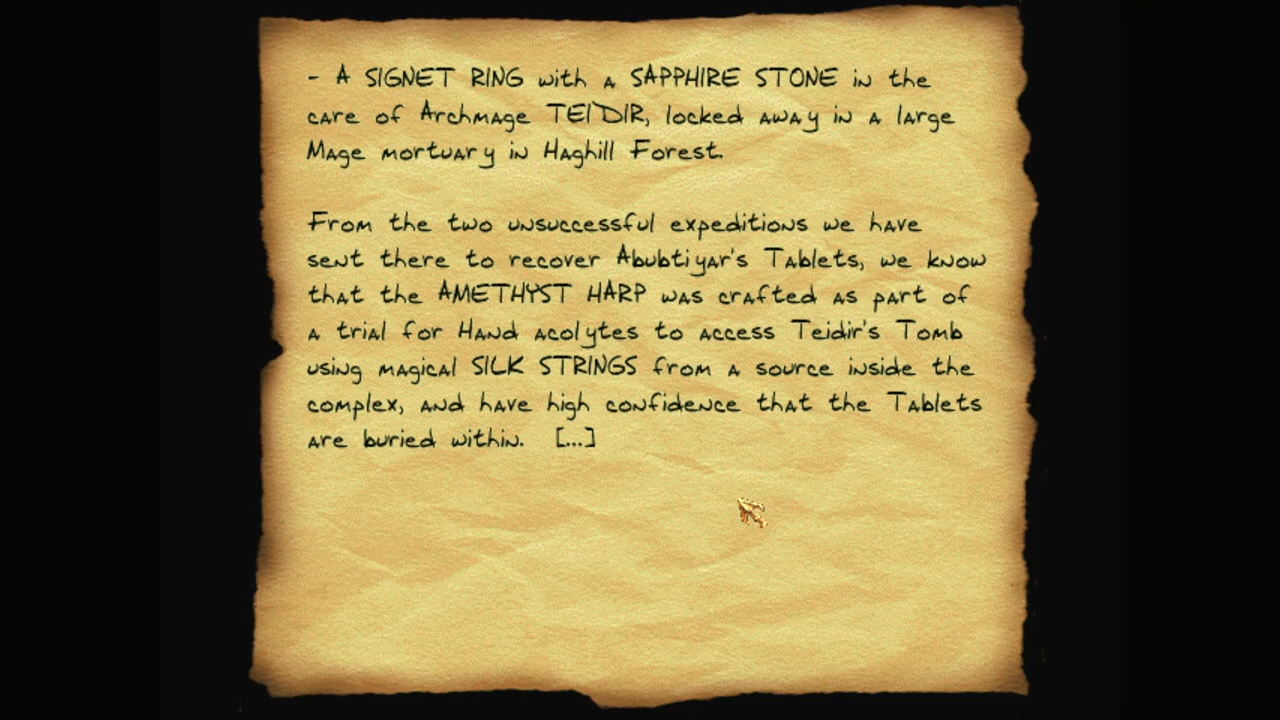 - A SIGNET RING with a SAPPHIRE STONE in the
care of Archmage TEIDIR, locked away in a large
Mage mortuary in Haghill Forest.
From the two unsuccessful expeditions we have
sent there to recover Abubtiyar's Tablets, we know
that the AMETHYST HARP was crafted as part of
a trial for Hand acolytes to access Teidir's Tomb
using magical SILK STRINGS from a source inside the
complex, and have high confidence that the Tablets
are buried within. [...]